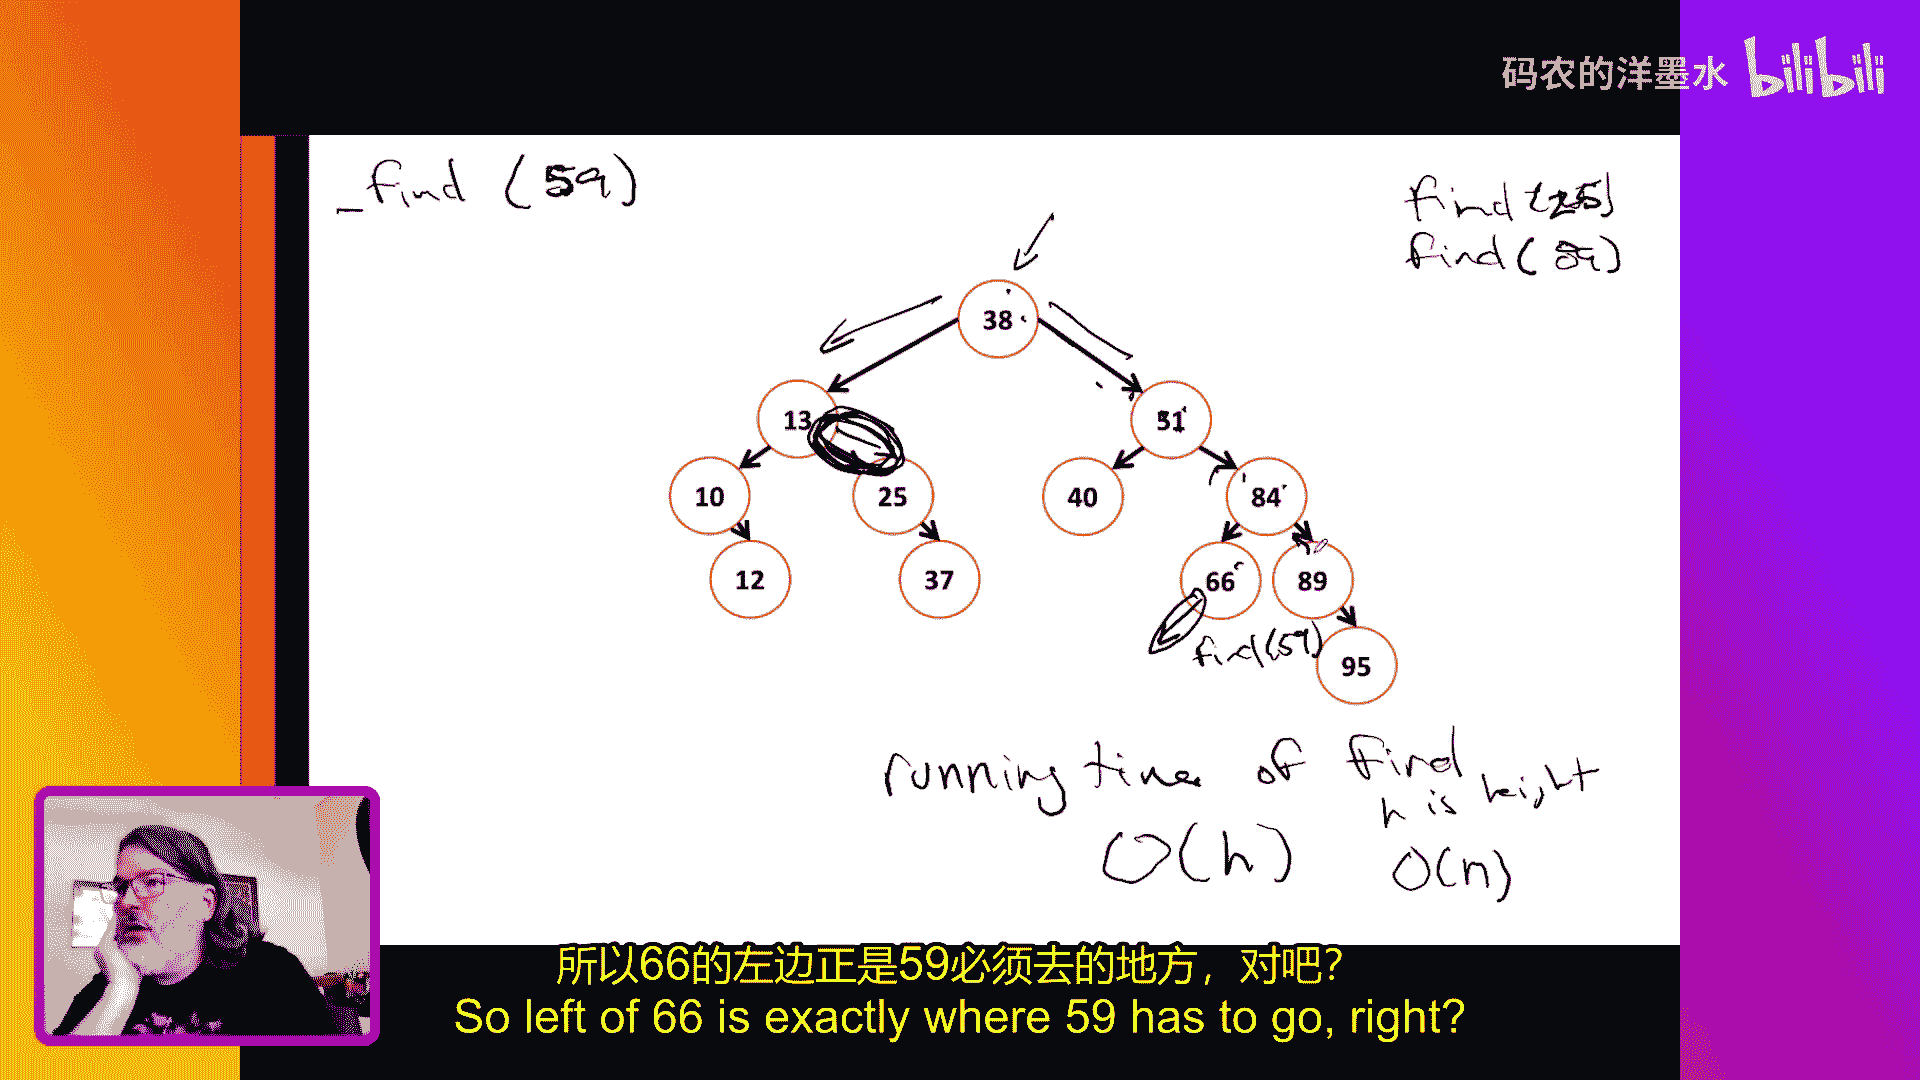 码农的洋墨水 bilibili
_find (59)
find(25)
find(59)
38
13
51
10
25
40
84
12
37
66
89
find(59)
95
running time of find
h is height
O(h)
O(n)
所以66的左边正是59必须去的地方，对吧？
So left of 66 is exactly where 59 has to go, right?